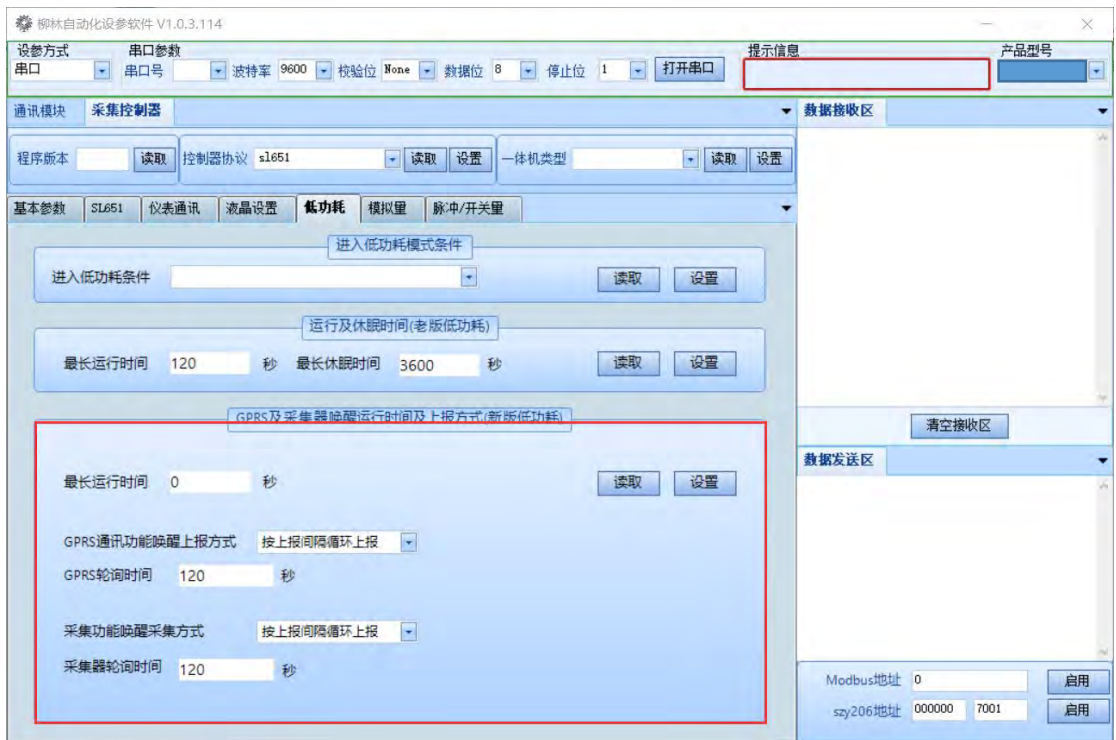 柳林自动化设参软件 V1.0.3.114
设参方式 串口参数 提示信息 产品型号
串口 串口号 波特率 9600 校验位 None 数据位 8 停止位 1 打开串口
通讯模块 采集控制器 数据接收区
程序版本 读取 控制器协议 sl651 读取 设置 一体机类型 读取 设置
基本参数 SL651 仪表通讯 液晶设置 低功耗 模拟量 脉冲/开关量
进入低功耗模式条件
进入低功耗条件 读取 设置
运行及休眠时间(老版低功耗)
最长运行时间 120 秒 最长休眠时间 3600 秒 读取 设置
GPRS及采集器唤醒运行时间及上报方式(新版低功耗)
清空接收区
数据发送区
最长运行时间 0 秒 读取 设置
GPRS通讯功能唤醒上报方式 按上报间隔循环上报
GPRS轮询时间 120 秒
采集功能唤醒采集方式 按上报间隔循环上报
采集器轮询时间 120 秒
Modbus地址 0 启用
szy206地址 000000 7001 启用